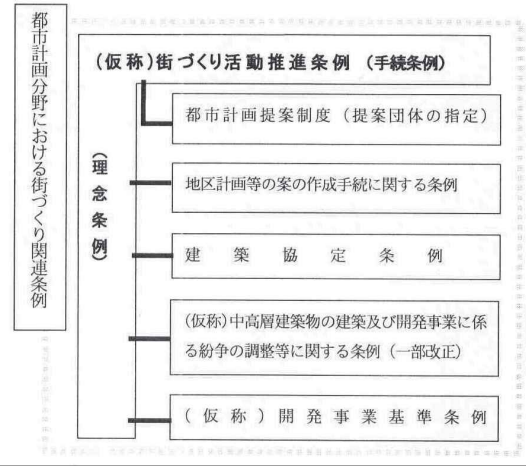 都市計画分野における街づくり関連条例
(仮称)街づくり活動推進条例 (手続条例)
(理念条例)
都市計画提案制度(提案団体の指定)
地区計画等の案の作成手続に関する条例
建築協定条例
(仮称)中高層建築物の建築及び開発事業に係
る紛争の調整等に関する条例(一部改正)
(仮称)開発事業基準条例